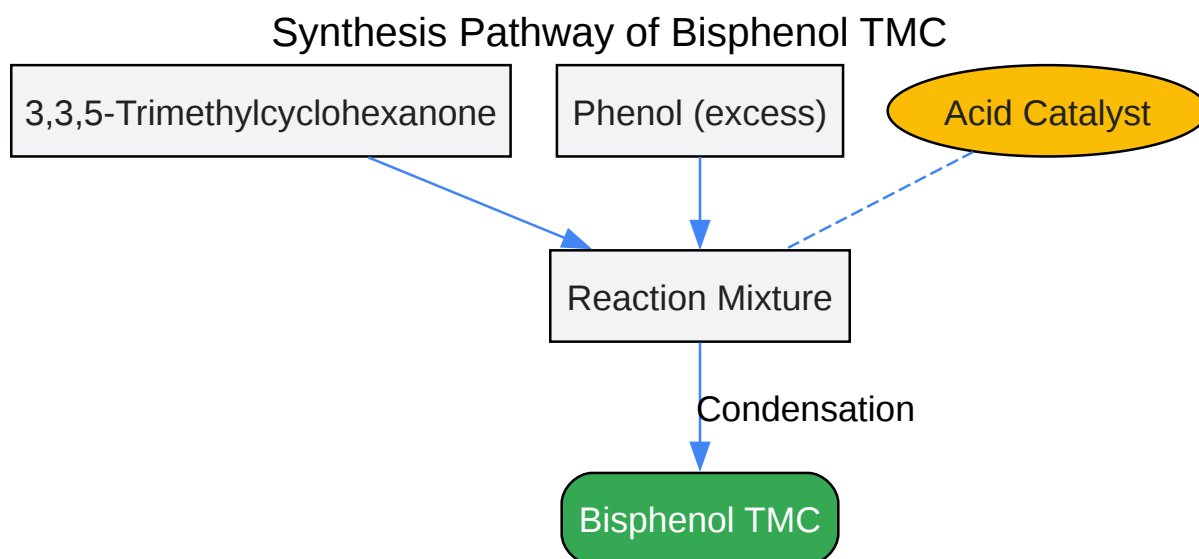 Synthesis Pathway of Bisphenol TMC
3,3,5-Trimethylcyclohexanone
Phenol (excess)
Acid Catalyst
Reaction Mixture
Condensation
Bisphenol TMC